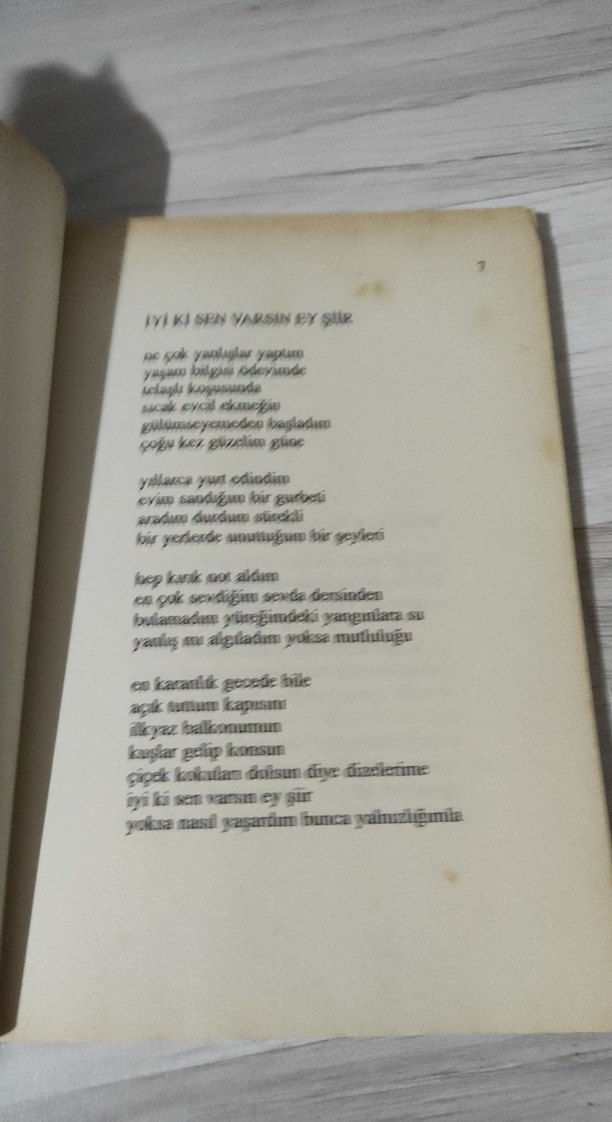 7
İYİ Kİ SEN VARSIN EY ŞİİR
ne çok yanlışlar yaptım
yaşam bilgisi ödevimde
telaşlı koşusunda
sıcak evcil ekmeğin
gülümseyemeden başladım
çoğu kez güzelim güne
yıllarca yurt edindim
evim sandığım bir gurbeti
aradım durdum sürekli
bir yerlerde unuttuğum bir şeyleri
hep kırık not aldım
en çok sevdiğim sevda dersinden
bulamadım yüreğimdeki yangınlara su
yanlış mı algıladım yoksa mutluluğu
en karanlık gecede bile
açık tuttum kapısını
ilkyaz balkonumun
kuşlar gelip konsun
çiçek kokuları dolsun diye dizelerime
iyi ki sen varsın ey şiir
yoksa nasıl yaşardım bunca yalnızlığımla